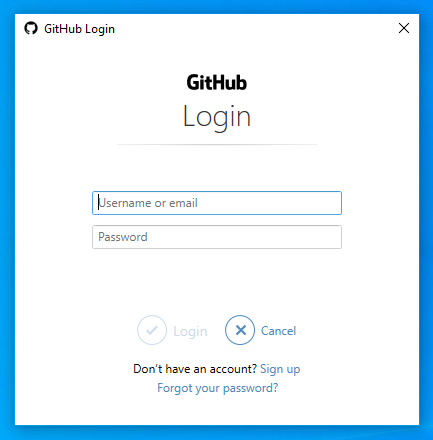 GitHub Login
GitHub
Login
Username or email
Password
Login Cancel
Don't have an account? Sign up
Forgot your password?